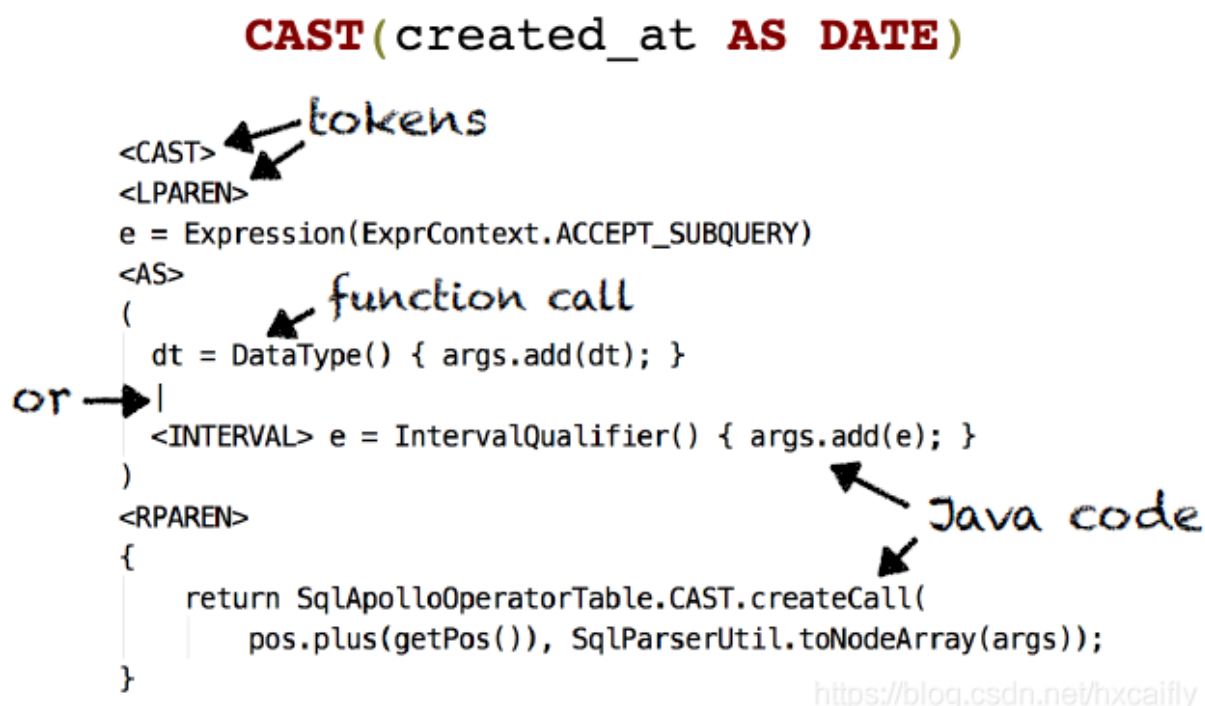 CAST(created_at AS DATE)
tokens
<CAST>
<LPAREN>
e = Expression(ExprContext.ACCEPT_SUBQUERY)
<AS>
function call
(
dt = DataType() { args.add(dt); }
or
|
<INTERVAL> e = IntervalQualifier() { args.add(e); }
)
<RPAREN>
Java code
{
return SqlApolloOperatorTable.CAST.createCall(
pos.plus(getPos()), SqlParserUtil.toNodeArray(args));
}
https://blog.csdn.net/hxcaifly